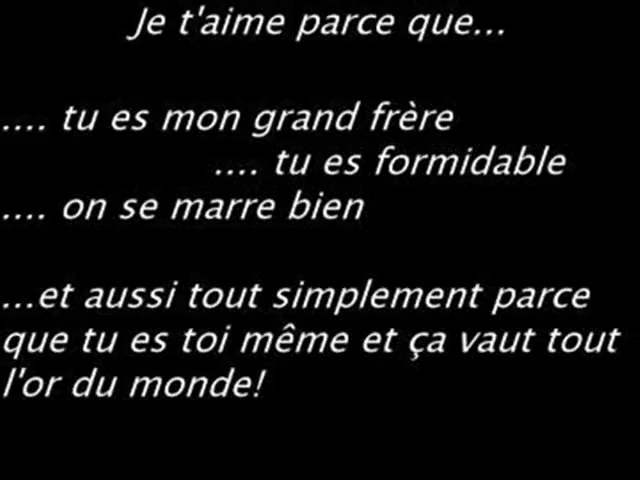 Je t'aime parce que...
.... tu es mon grand frère
.... tu es formidable
.... on se marre bien
...et aussi tout simplement parce
que tu es toi même et ça vaut tout
l'or du monde!